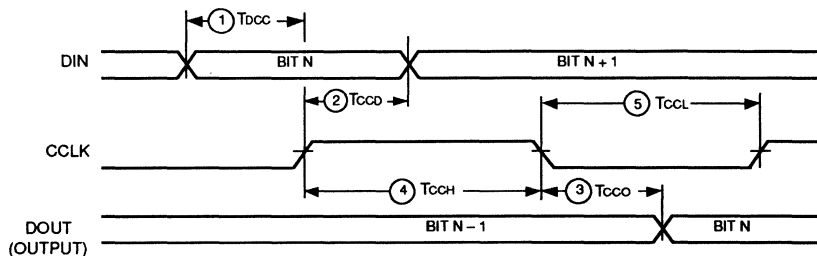 1 TDCC
DIN
BIT N
BIT N + 1
2 TCCD
5 TCCL
CCLK
4 TCCH
3 TCCO
DOUT
(OUTPUT)
BIT N – 1
BIT N